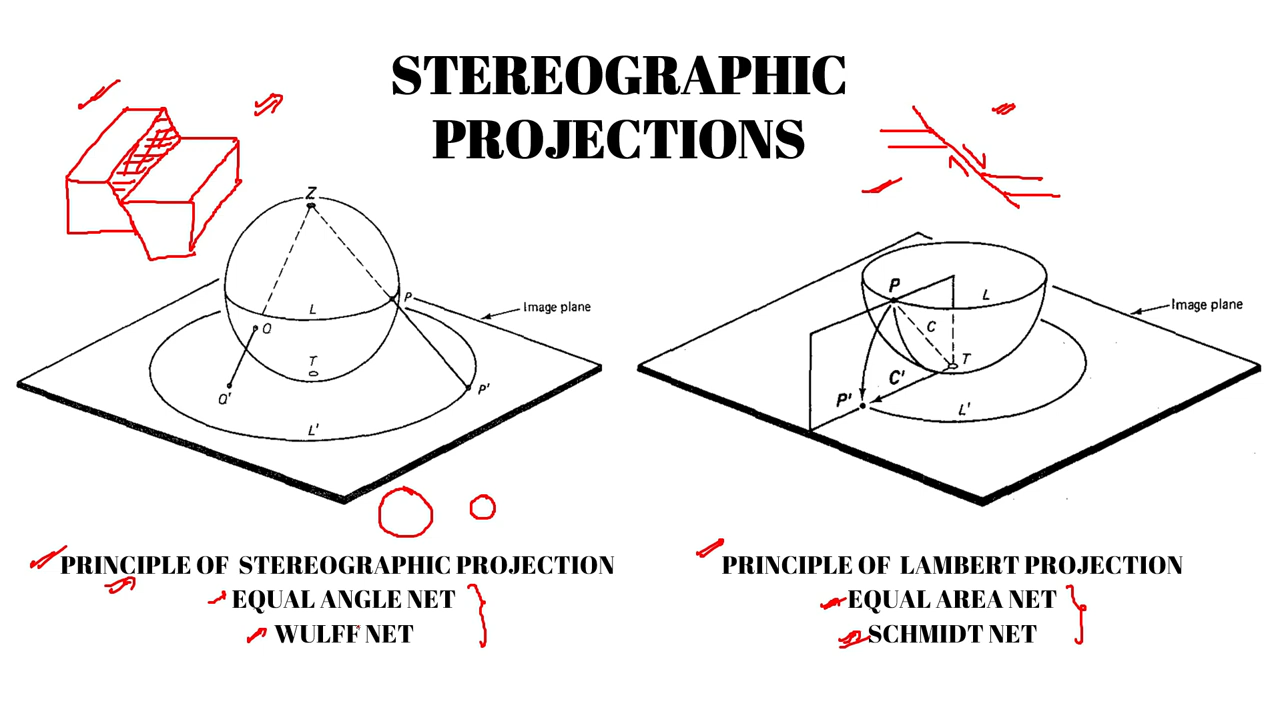 STEREOGRAPHIC
PROJECTIONS
Z
P
L
Image plane
O
T
O'
P'
L'
P
L
Image plane
C
T
C'
P'
L'
PRINCIPLE OF STEREOGRAPHIC PROJECTION
EQUAL ANGLE NET
WULFF NET
PRINCIPLE OF LAMBERT PROJECTION
EQUAL AREA NET
SCHMIDT NET